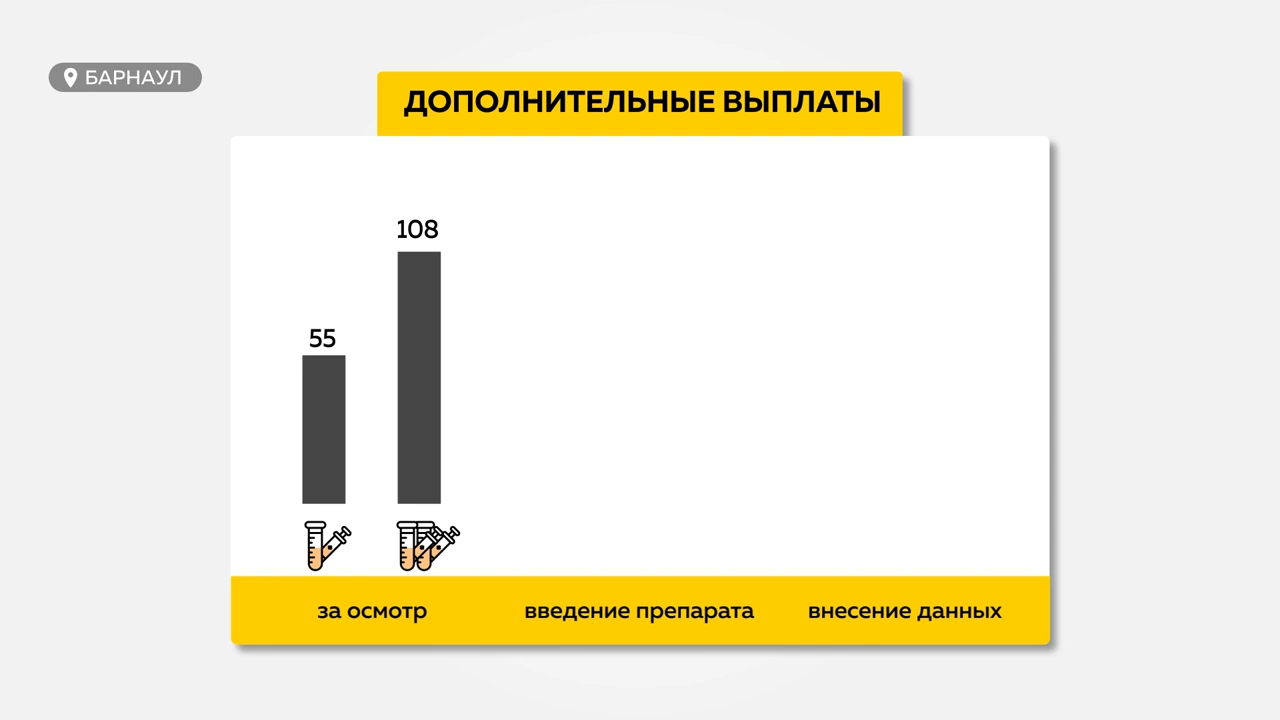 БАРНАУЛ
ДОПОЛНИТЕЛЬНЫЕ ВЫПЛАТЫ
108
55
за осмотр введение препарата внесение данных